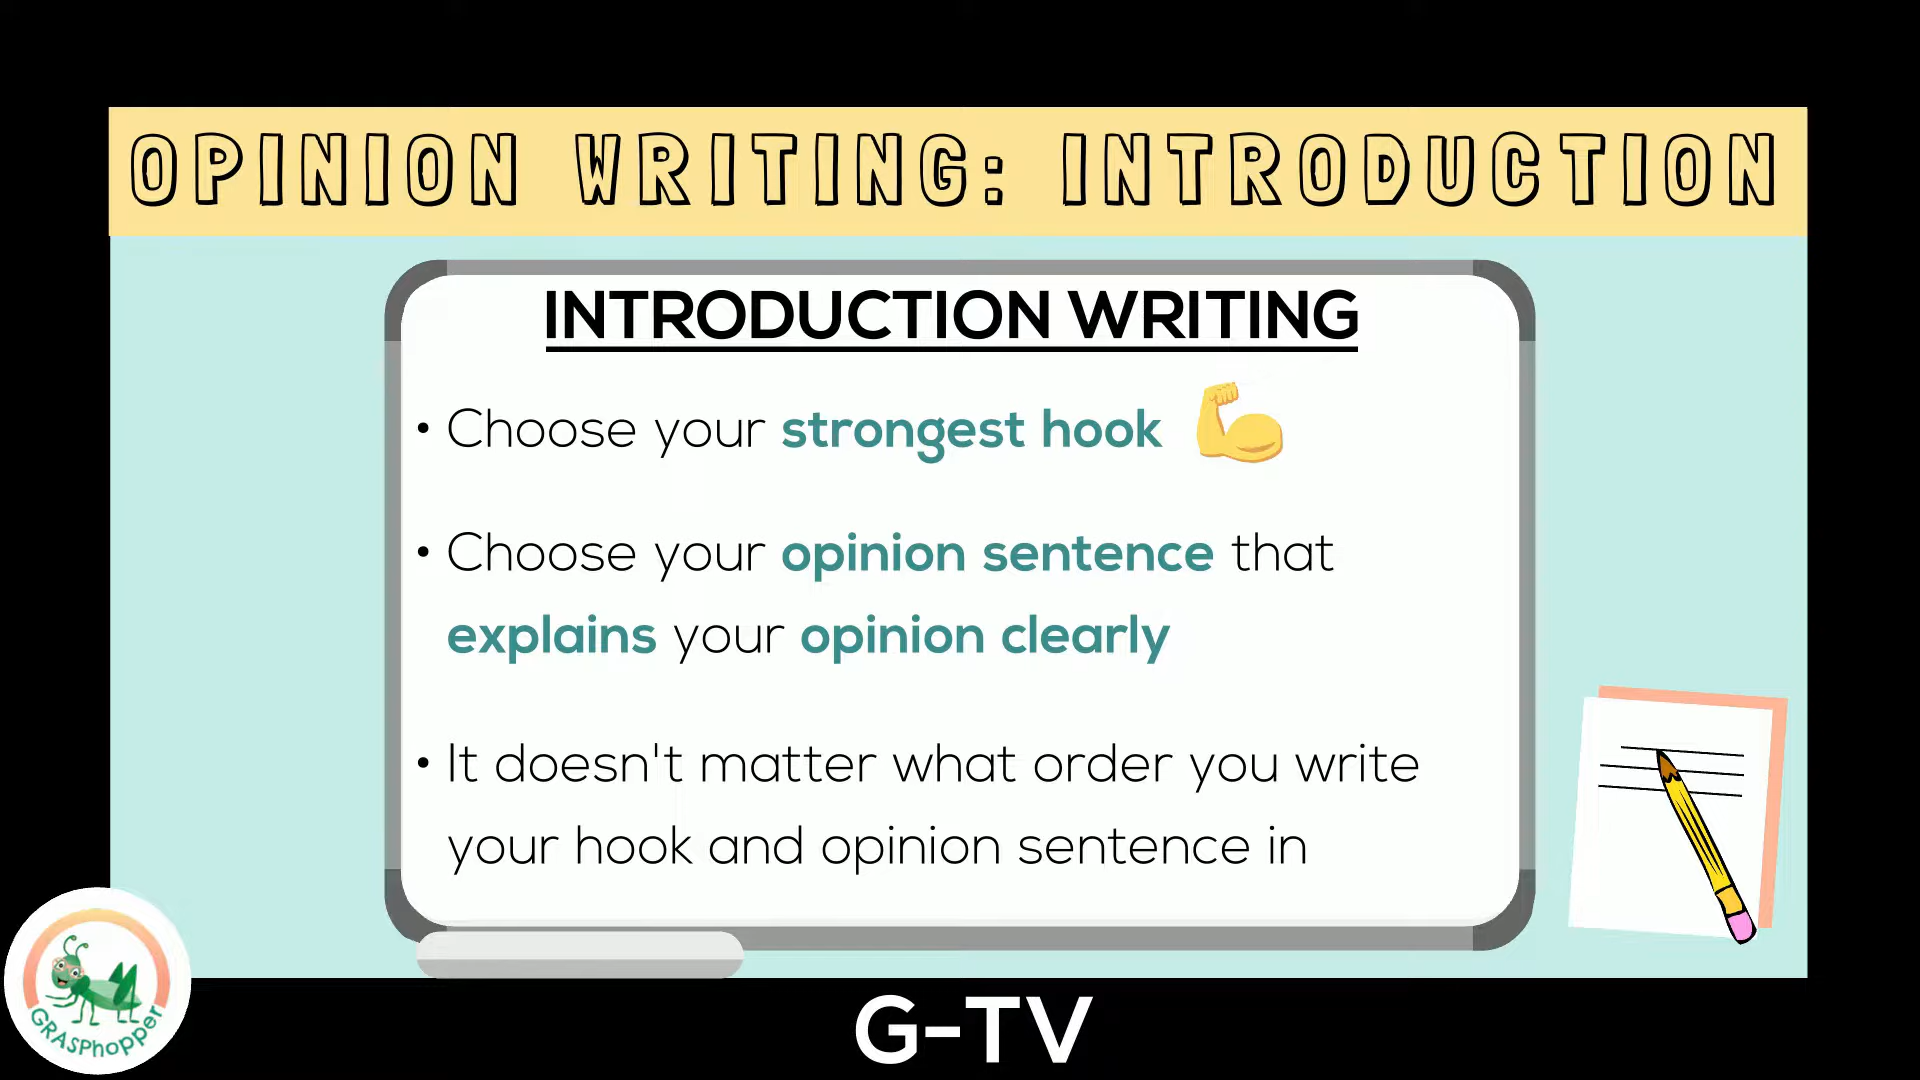 OPINION WRITING: INTRODUCTION
INTRODUCTION WRITING
• Choose your strongest hook
• Choose your opinion sentence that
explains your opinion clearly
• It doesn't matter what order you write
your hook and opinion sentence in
GRASPhopper
G-TV